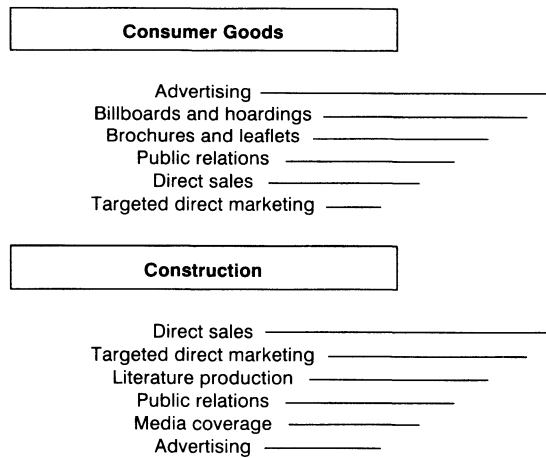 Consumer Goods
Advertising
Billboards and hoardings
Brochures and leaflets
Public relations
Direct sales
Targeted direct marketing
Construction
Direct sales
Targeted direct marketing
Literature production
Public relations
Media coverage
Advertising